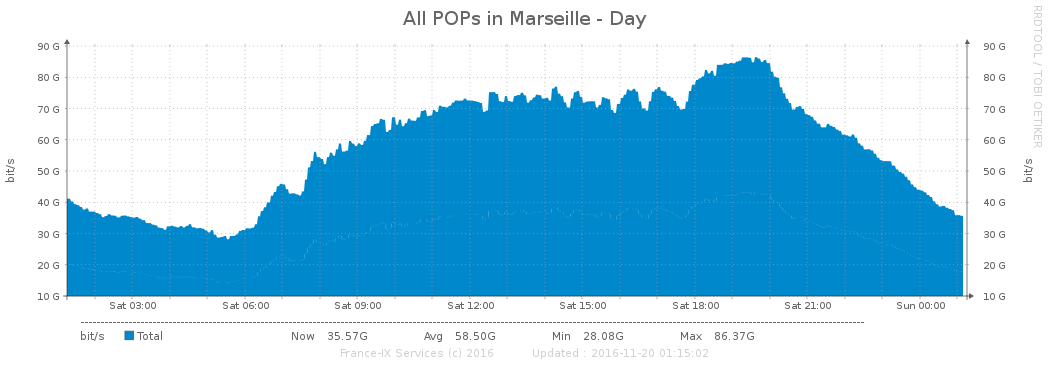 All POPs in Marseille - Day
RRDTOOL / TOBI OETIKER
90 G 90 G
80 G 80 G
70 G 70 G
60 G 60 G
50 G 50 G
40 G 40 G
30 G 30 G
20 G 20 G
10 G 10 G
bit/s bit/s
Sat 03:00 Sat 06:00 Sat 09:00 Sat 12:00 Sat 15:00 Sat 18:00 Sat 21:00 Sun 00:00
bit/s Total Now 35.57G Avg 58.50G Min 28.08G Max 86.37G
France-IX Services (c) 2016 Updated : 2016-11-20 01:15:02